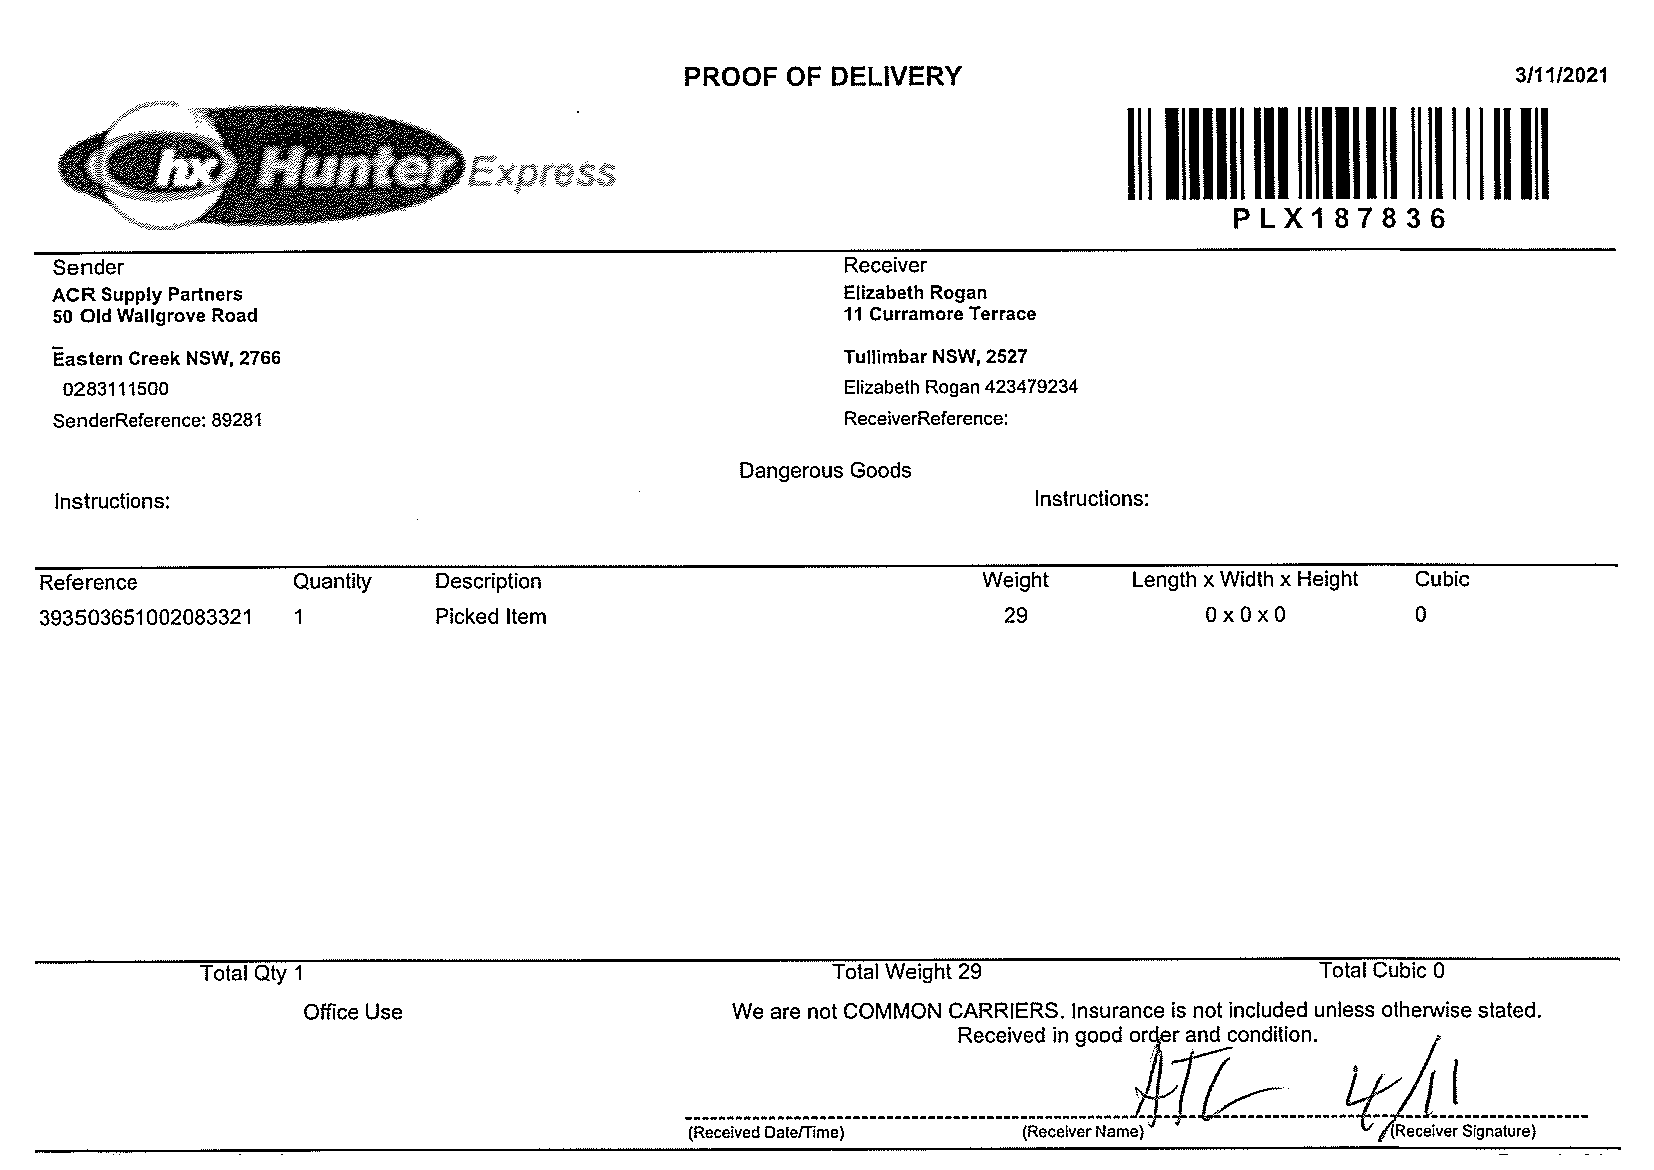 PROOF OF DELIVERY
3/11/2021
hx Hunter Express
PLX187836
Sender
ACR Supply Partners
50 Old Wallgrove Road
Eastern Creek NSW, 2766
0283111500
SenderReference: 89281
Receiver
Elizabeth Rogan
11 Curramore Terrace
Tullimbar NSW, 2527
Elizabeth Rogan 423479234
ReceiverReference:
Dangerous Goods
Instructions:
Instructions:
Reference Quantity Description Weight Length x Width x Height Cubic
393503651002083321 1 Picked Item 29 0 x 0 x 0 0
Total Qty 1 Total Weight 29 Total Cubic 0
Office Use
We are not COMMON CARRIERS. Insurance is not included unless otherwise stated.
Received in good order and condition.
ATL 4/11
(Received Date/Time) (Receiver Name) (Receiver Signature)